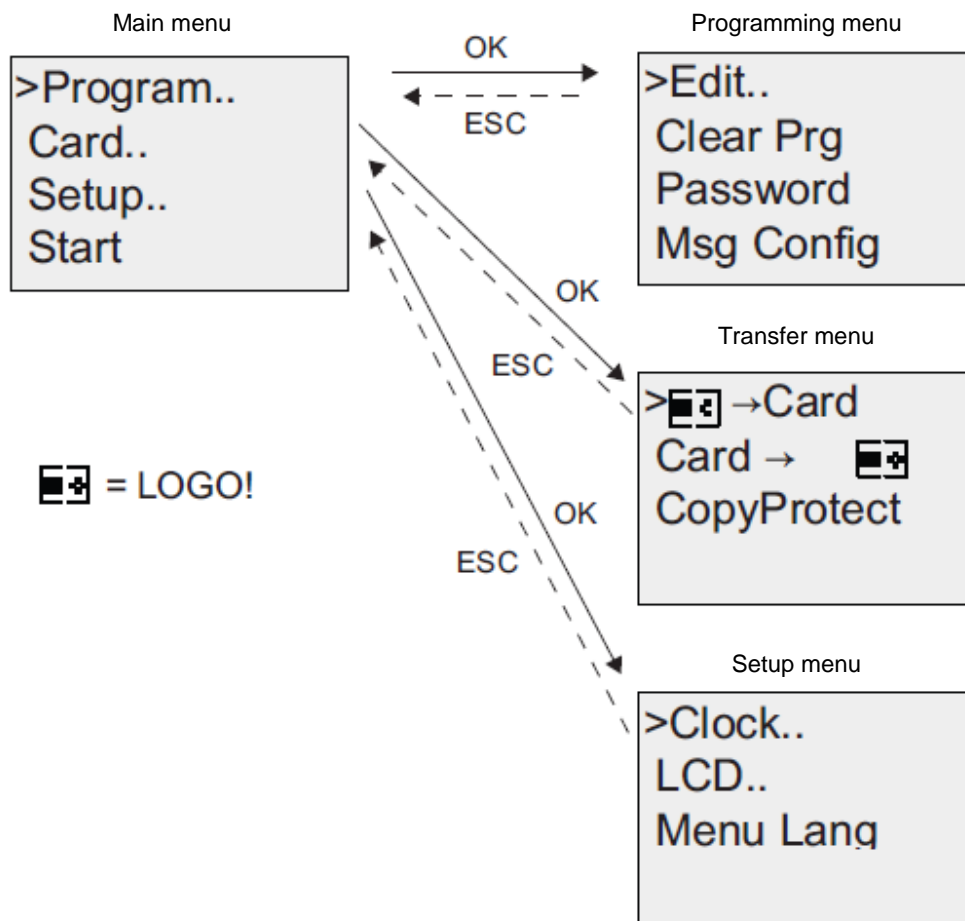 Main menu
>Program..
Card..
Setup..
Start
OK
ESC
Programming menu
>Edit..
Clear Prg
Password
Msg Config
OK
ESC
Transfer menu
> →Card
Card →
CopyProtect
= LOGO!
OK
ESC
Setup menu
>Clock..
LCD..
Menu Lang